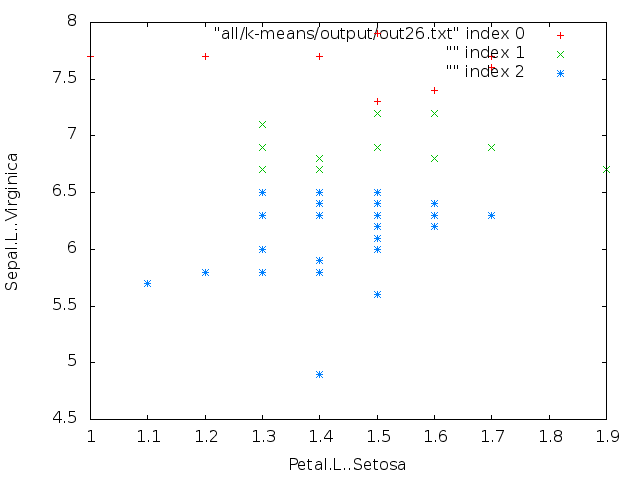 "all/k-means/output/out26.txt" index 0
"" index 1
"" index 2
8
7.5
7
6.5
6
5.5
5
4.5
Sepal.L..Virginica
1 1.1 1.2 1.3 1.4 1.5 1.6 1.7 1.8 1.9
Petal.L..Setosa